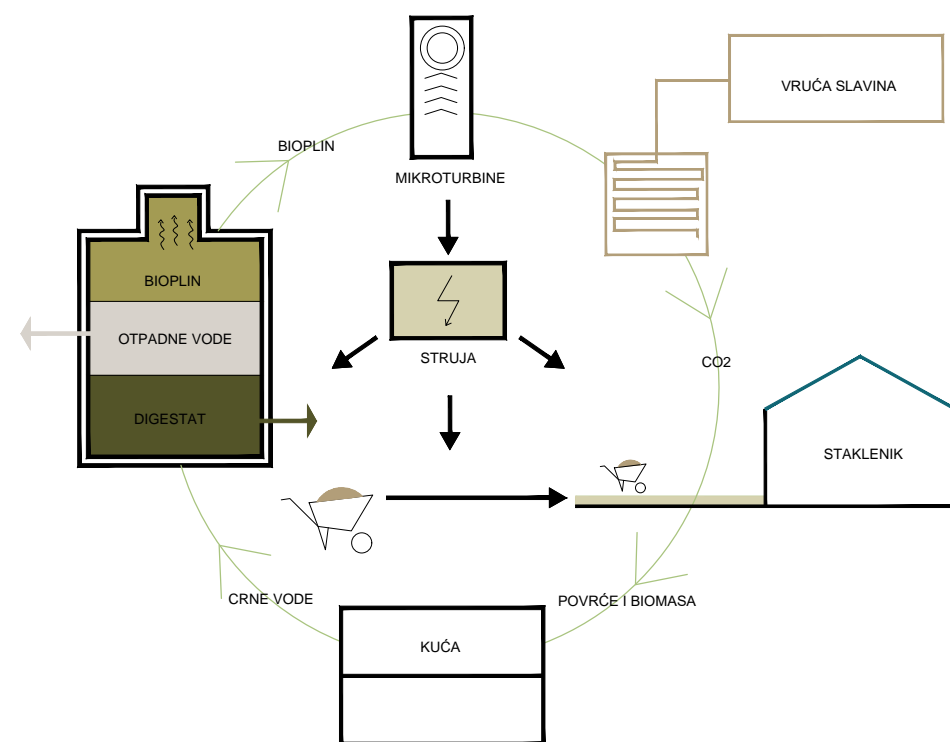 VRUĆA SLAVINA
BIOPLIN
MIKROTURBINE
BIOPLIN
OTPADNE VODE
STRUJA
CO2
DIGESTAT
STAKLENIK
CRNE VODE
POVRĆE I BIOMASA
KUĆA